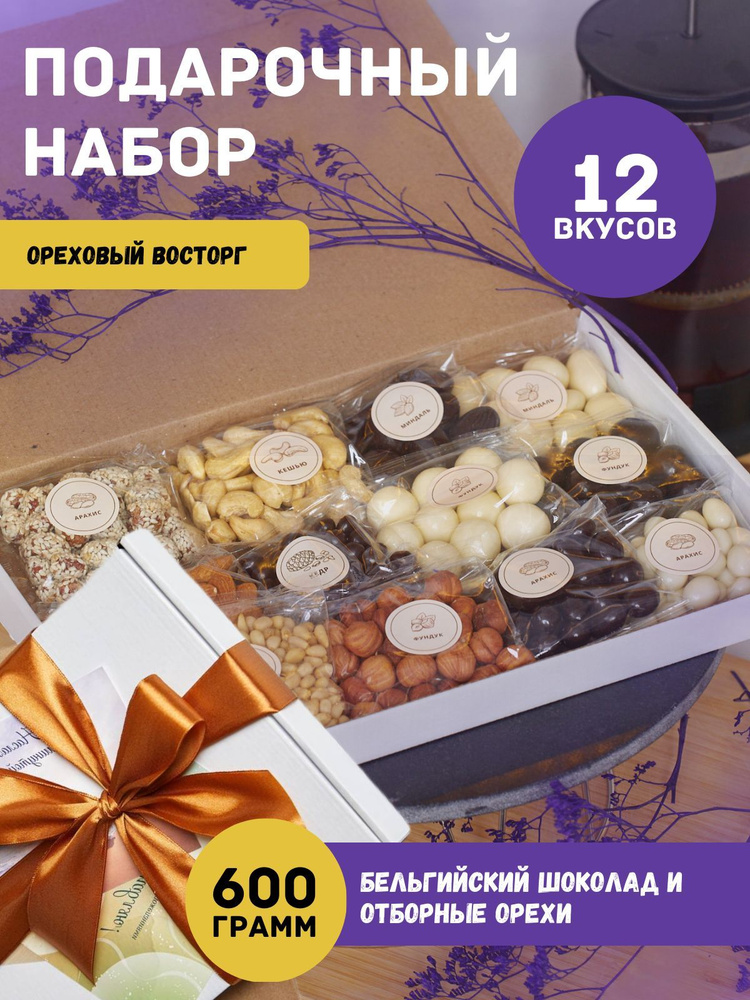 ПОДАРОЧНЫЙ
НАБОР
12
ВКУСОВ
ОРЕХОВЫЙ ВОСТОРГ
МИНДАЛЬ
МИНДАЛЬ
КЕШЬЮ
ФУНДУК
ФУНДУК
АРАХИС
КЕДР
АРАХИС
АРАХИС
ФУНДУК
600
ГРАММ
БЕЛЬГИЙСКИЙ ШОКОЛАД И
ОТБОРНЫЕ ОРЕХИ